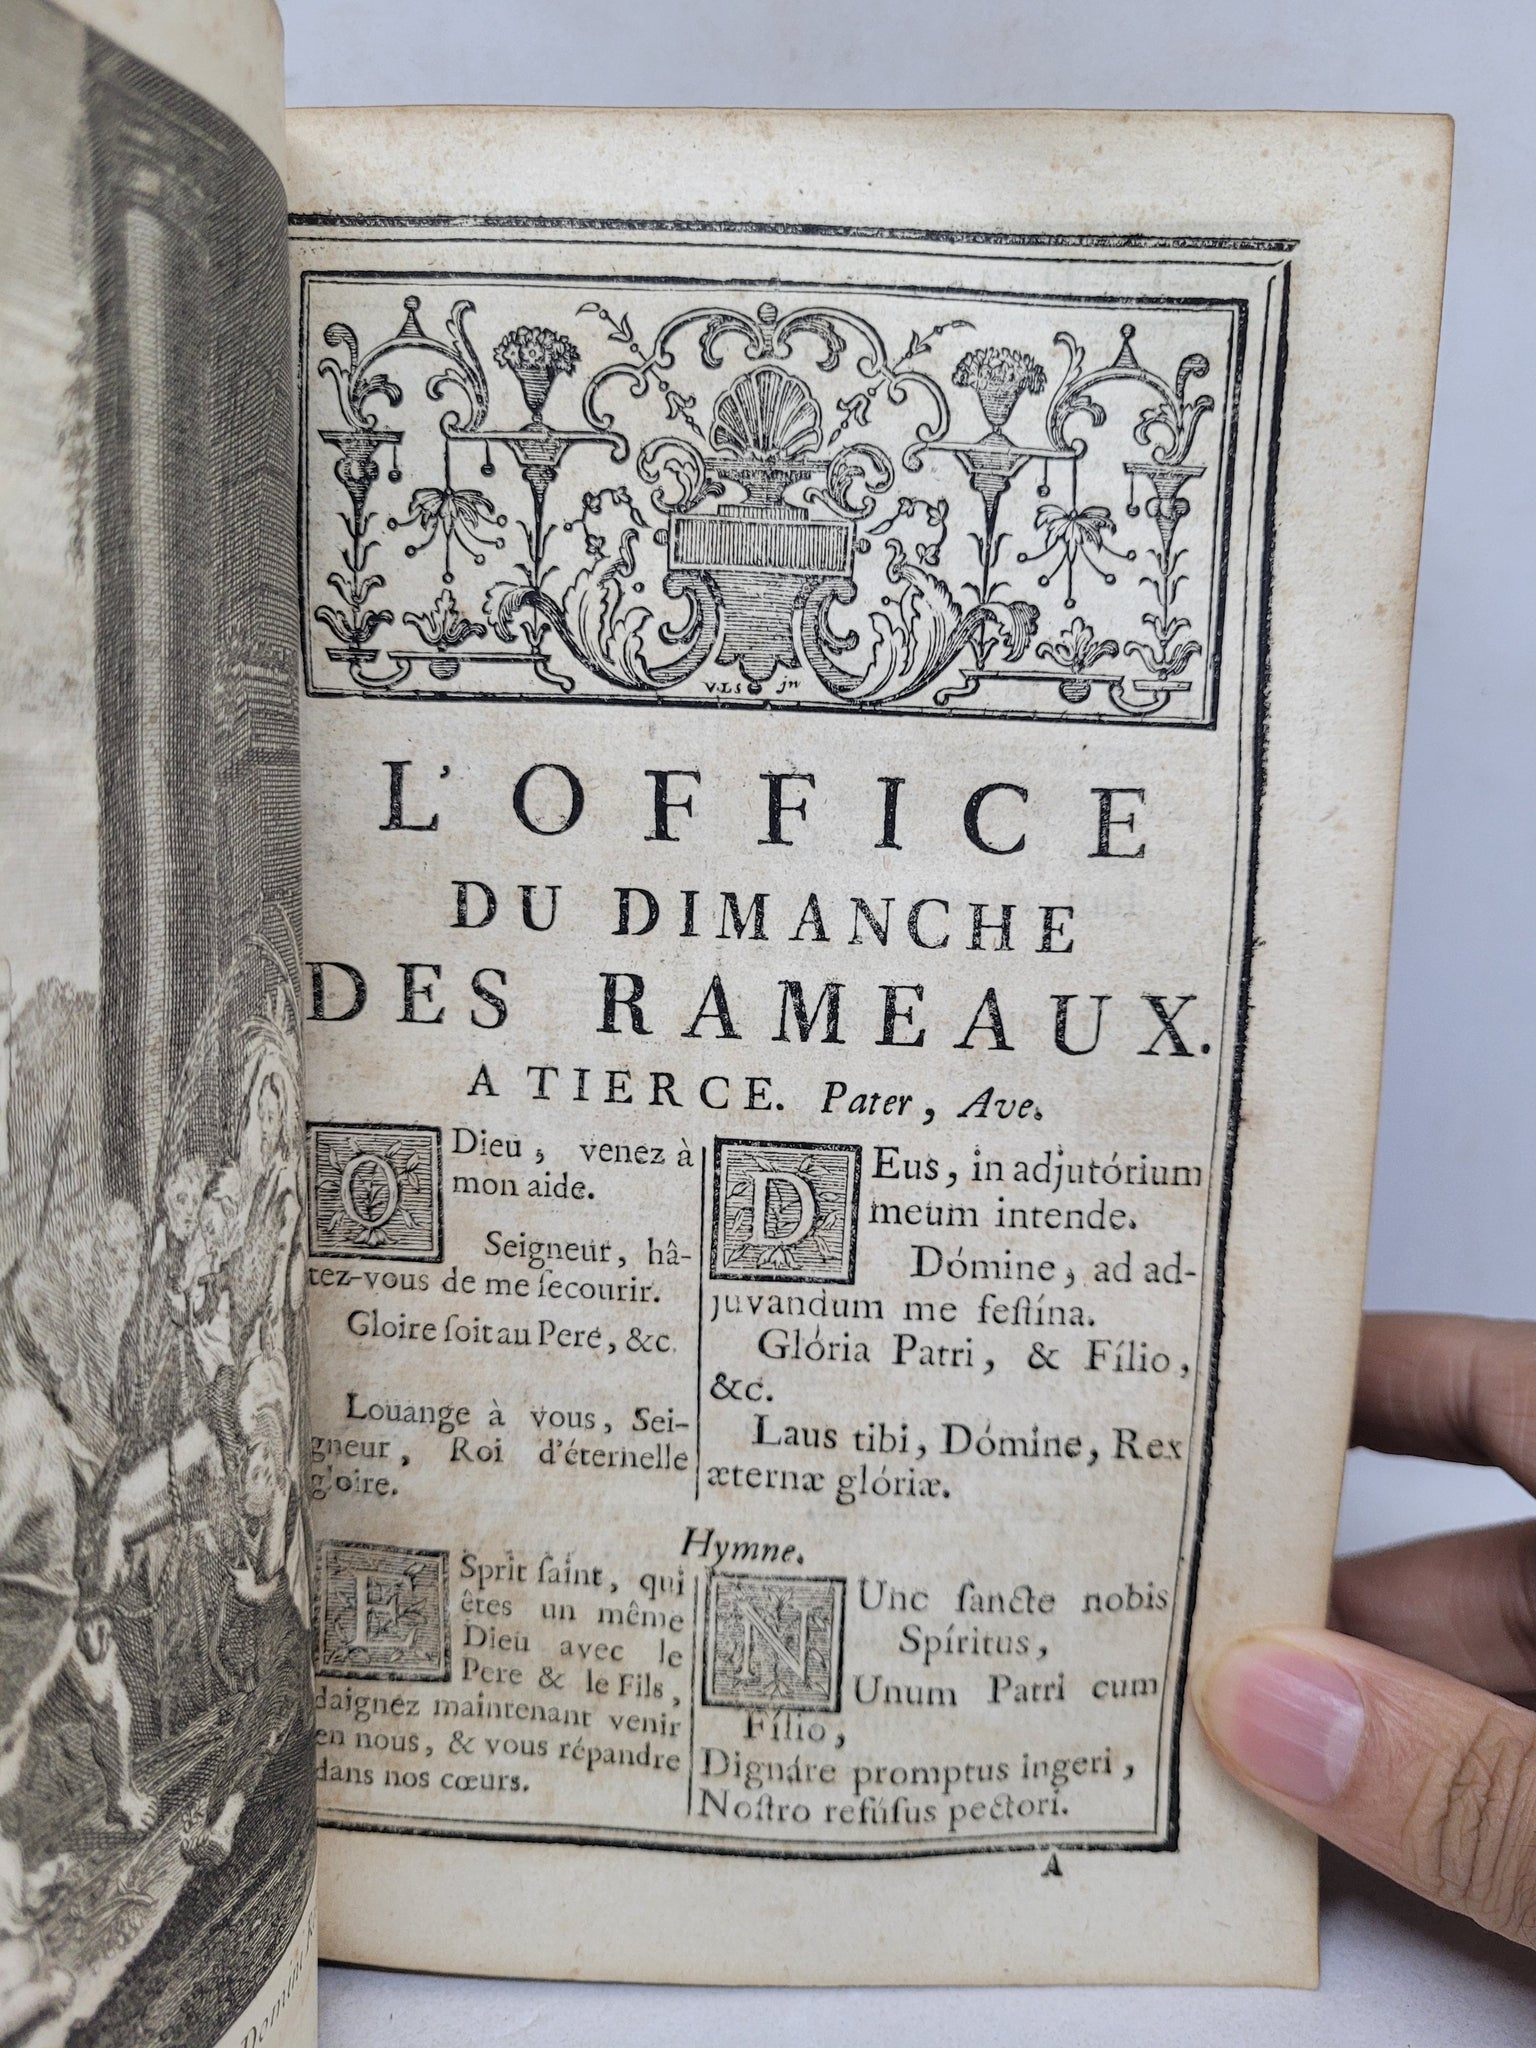 V.LS jn
L'OFFICE
DU DIMANCHE
DES RAMEAUX.
A TIERCE. Pater, Ave.
O Dieu, venez à
mon aide.
Seigneur, hâ-
tez-vous de me ſecourir.
Gloire ſoit au Pere, &c.
Louange à vous, Sei-
gneur, Roi d'éternelle
gloire.
DEus, in adjutórium
meum intende.
Dómine, ad ad-
juvandum me feſtína.
Glória Patri, & Fílio,
&c.
Laus tibi, Dómine, Rex
æternæ glóriæ.
Hymne.
ESprit ſaint, qui
êtes un même
Dieu avec le
Pere & le Fils,
daignez maintenant venir
en nous, & vous répandre
dans nos cœurs.
NUnc ſancte nobis
Spíritus,
Unum Patri cum
Fílio,
Dignáre promptus ingeri,
Noſtro refúſus pectori.
A